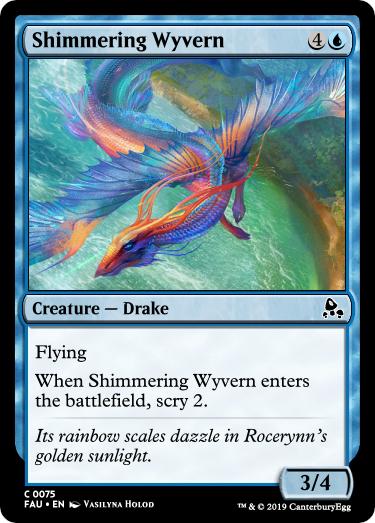 Shimmering Wyvern 4
Creature — Drake
Flying
When Shimmering Wyvern enters
the battlefield, scry 2.
Its rainbow scales dazzle in Rocerynn's
golden sunlight.
3/4
C 0075
FAU • EN Vasilyna Holod
™ & © 2019 CanterburyEgg